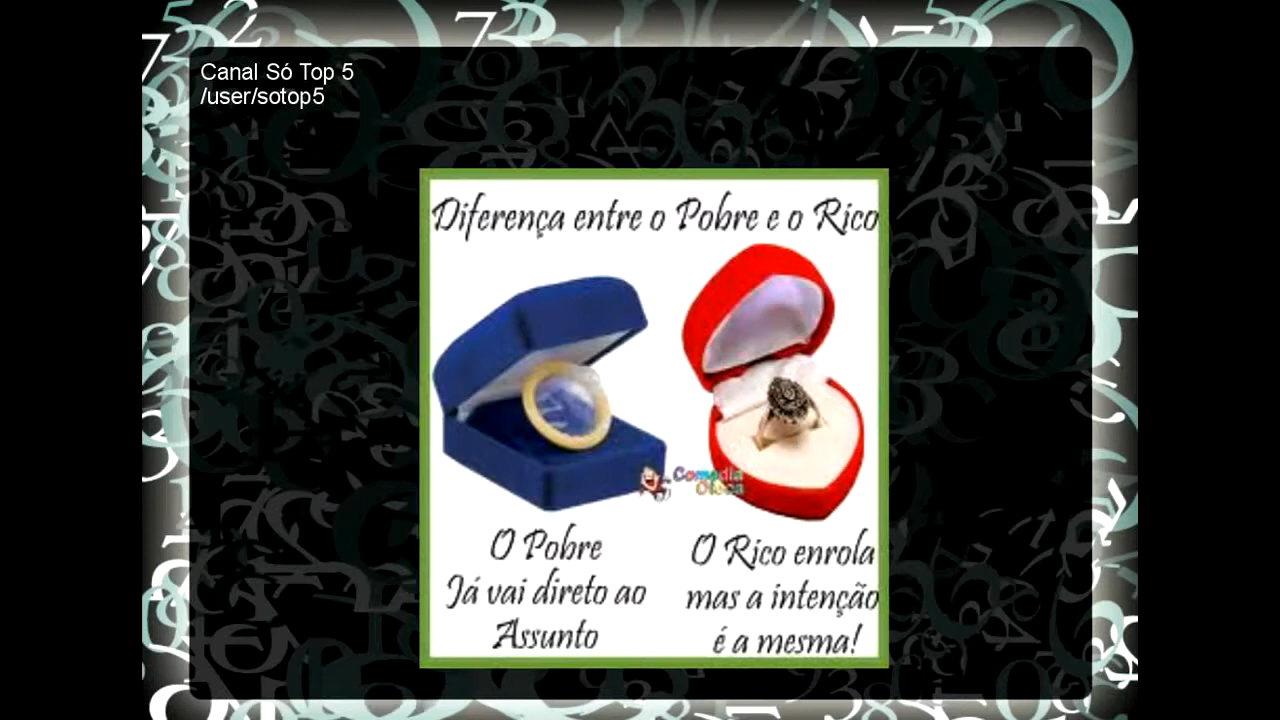 Canal Só Top 5
/user/sotop5
Diferença entre o Pobre e o Rico
O Pobre
Já vai direto ao
Assunto
O Rico enrola
mas a intenção
é a mesma!